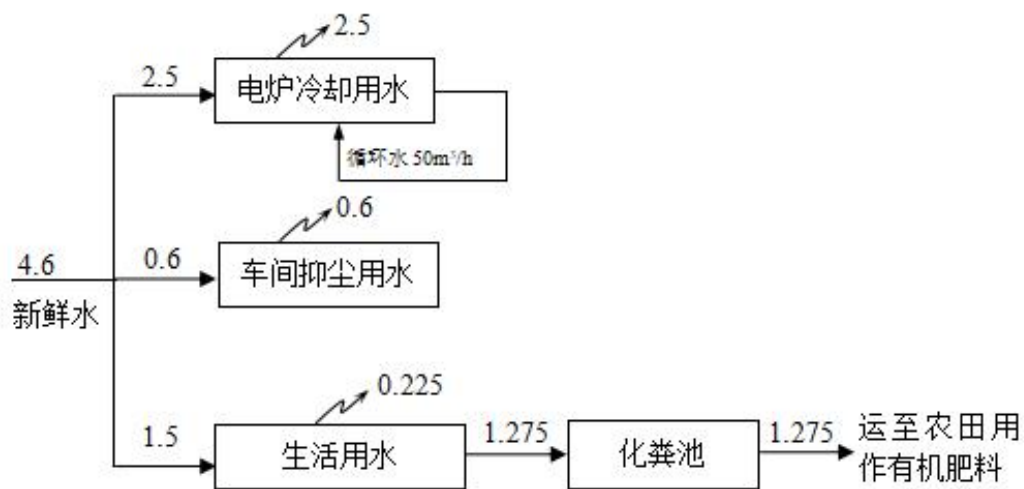 2.5
2.5
电炉冷却用水
循环水 50m³/h
0.6
4.6
0.6
车间抑尘用水
新鲜水
0.225
1.5
生活用水
1.275
化粪池
1.275
运至农田用
作有机肥料